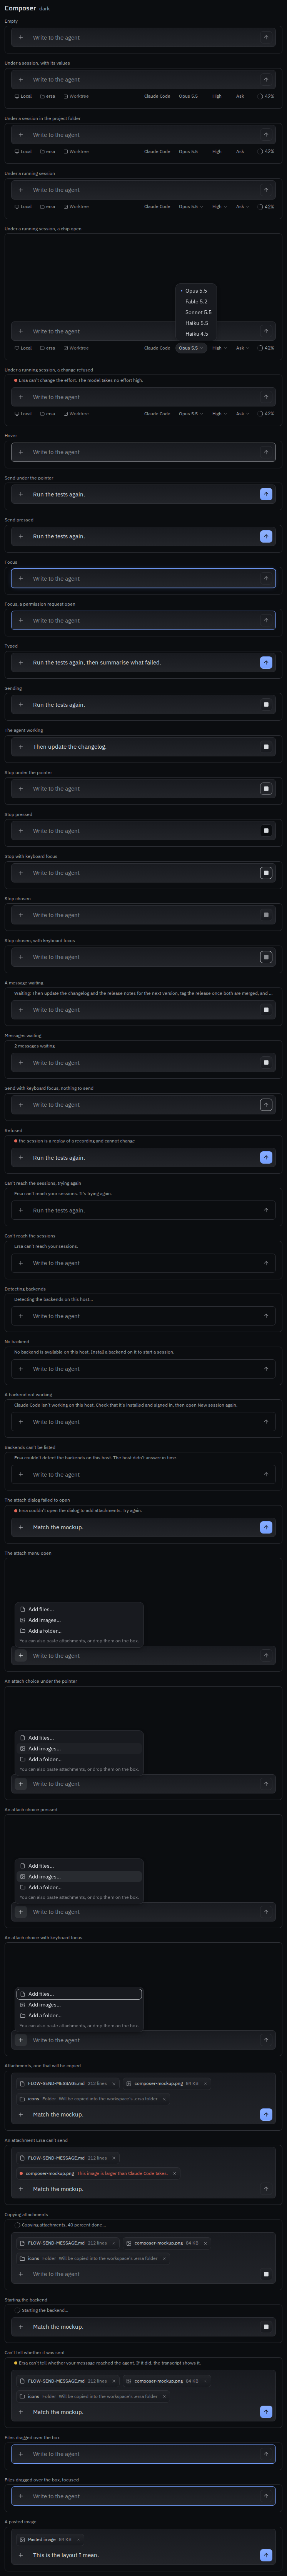 Composer dark
Empty
Write to the agent
Under a session, with its values
Write to the agent
Local ersa Worktree Claude Code Opus 5.5 High Ask 42%
Under a session in the project folder
Write to the agent
Local ersa Worktree Claude Code Opus 5.5 High Ask 42%
Under a running session
Write to the agent
Local ersa Worktree Claude Code Opus 5.5 High Ask 42%
Under a running session, a chip open
Opus 5.5
Fable 5.2
Sonnet 5.5
Haiku 5.5
Haiku 4.5
Write to the agent
Local ersa Worktree Claude Code Opus 5.5 High Ask 42%
Under a running session, a change refused
Ersa can't change the effort. The model takes no effort high.
Write to the agent
Local ersa Worktree Claude Code Opus 5.5 High Ask 42%
Hover
Write to the agent
Send under the pointer
Run the tests again.
Send pressed
Run the tests again.
Focus
Write to the agent
Focus, a permission request open
Write to the agent
Typed
Run the tests again, then summarise what failed.
Sending
Run the tests again.
The agent working
Then update the changelog.
Stop under the pointer
Write to the agent
Stop pressed
Write to the agent
Stop with keyboard focus
Write to the agent
Stop chosen
Write to the agent
Stop chosen, with keyboard focus
Write to the agent
A message waiting
Waiting: Then update the changelog and the release notes for the next version, tag the release once both are merged, and …
Write to the agent
Messages waiting
2 messages waiting
Write to the agent
Send with keyboard focus, nothing to send
Write to the agent
Refused
the session is a replay of a recording and cannot change
Run the tests again.
Can't reach the sessions, trying again
Ersa can't reach your sessions. It's trying again.
Run the tests again.
Can't reach the sessions
Ersa can't reach your sessions.
Write to the agent
Detecting backends
Detecting the backends on this host…
Write to the agent
No backend
No backend is available on this host. Install a backend on it to start a session.
Write to the agent
A backend not working
Claude Code isn't working on this host. Check that it's installed and signed in, then open New session again.
Write to the agent
Backends can't be listed
Ersa couldn't detect the backends on this host. The host didn't answer in time.
Write to the agent
The attach dialog failed to open
Ersa couldn't open the dialog to add attachments. Try again.
Match the mockup.
The attach menu open
Add files…
Add images…
Add a folder…
You can also paste attachments, or drop them on the box.
Write to the agent
An attach choice under the pointer
Add files…
Add images…
Add a folder…
You can also paste attachments, or drop them on the box.
Write to the agent
An attach choice pressed
Add files…
Add images…
Add a folder…
You can also paste attachments, or drop them on the box.
Write to the agent
An attach choice with keyboard focus
Add files…
Add images…
Add a folder…
You can also paste attachments, or drop them on the box.
Write to the agent
Attachments, one that will be copied
FLOW-SEND-MESSAGE.md 212 lines × composer-mockup.png 84 KB ×
icons Folder Will be copied into the workspace's .ersa folder ×
Match the mockup.
An attachment Ersa can't send
FLOW-SEND-MESSAGE.md 212 lines ×
composer-mockup.png This image is larger than Claude Code takes. ×
Match the mockup.
Copying attachments
Copying attachments, 40 percent done…
FLOW-SEND-MESSAGE.md 212 lines × composer-mockup.png 84 KB ×
icons Folder Will be copied into the workspace's .ersa folder ×
Write to the agent
Starting the backend
Starting the backend…
Match the mockup.
Can't tell whether it was sent
Ersa can't tell whether your message reached the agent. If it did, the transcript shows it.
FLOW-SEND-MESSAGE.md 212 lines × composer-mockup.png 84 KB ×
icons Folder Will be copied into the workspace's .ersa folder ×
Match the mockup.
Files dragged over the box
Write to the agent
Files dragged over the box, focused
Write to the agent
A pasted image
Pasted image 84 KB ×
This is the layout I mean.